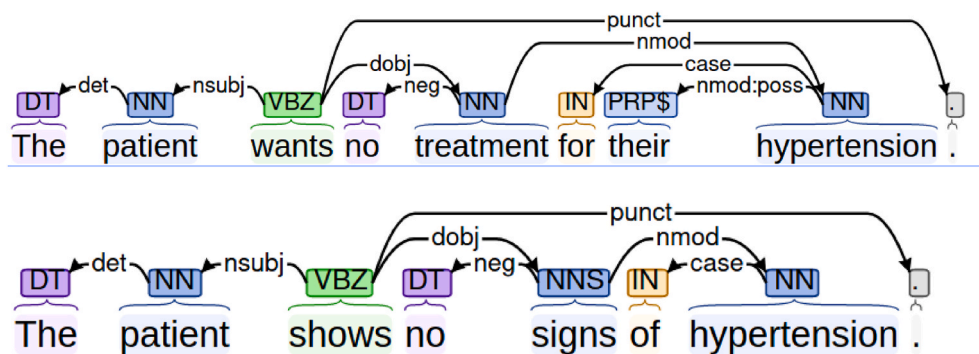 punct
nmod
dobj case
det nsubj neg nmod:poss
DT NN VBZ DT NN IN PRP$ NN .
The patient wants no treatment for their hypertension .
punct
dobj nmod
det nsubj neg case
DT NN VBZ DT NNS IN NN .
The patient shows no signs of hypertension .